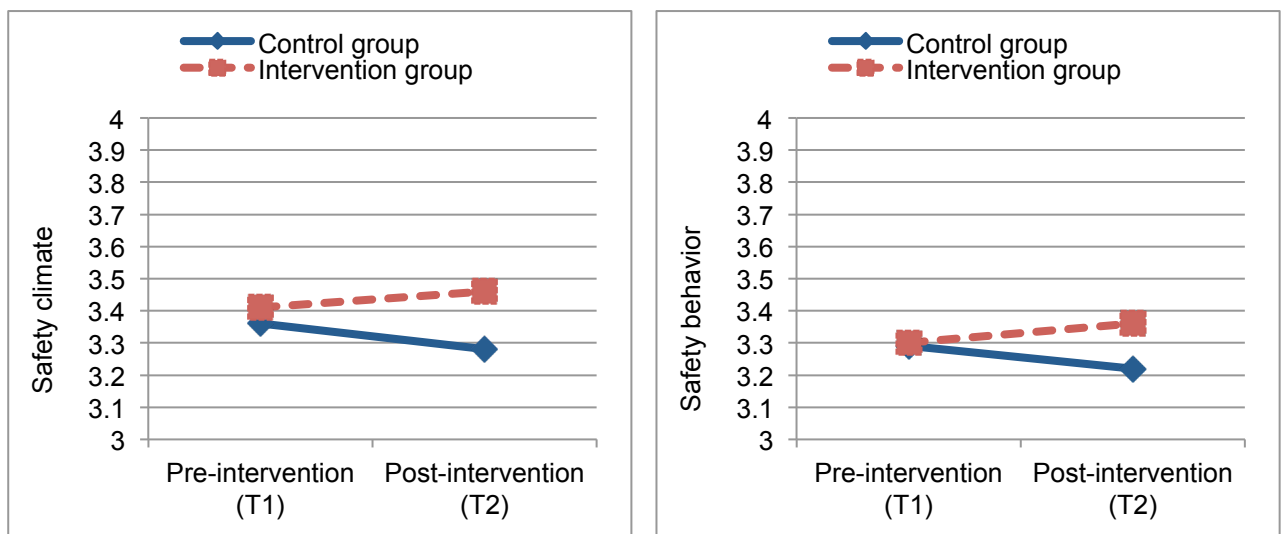 Control group
Intervention group
4
3.9
3.8
3.7
3.6
3.5
3.4
3.3
3.2
3.1
3
Safety climate
Pre-intervention (T1)
Post-intervention (T2)
Control group
Intervention group
4
3.9
3.8
3.7
3.6
3.5
3.4
3.3
3.2
3.1
3
Safety behavior
Pre-intervention (T1)
Post-intervention (T2)